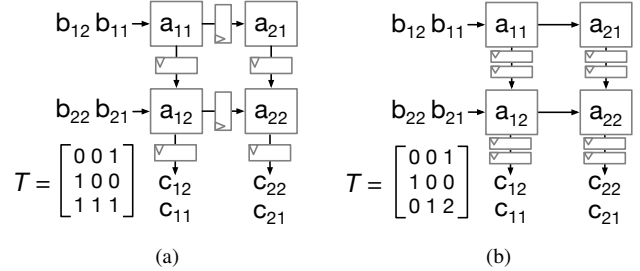 b12 b11 a11 a21
b22 b21 a12 a22
T = [0 0 1
1 0 0
1 1 1]
c12 c22
c11 c21
(a)
b12 b11 a11 a21
b22 b21 a12 a22
T = [0 0 1
1 0 0
0 1 2]
c12 c22
c11 c21
(b)